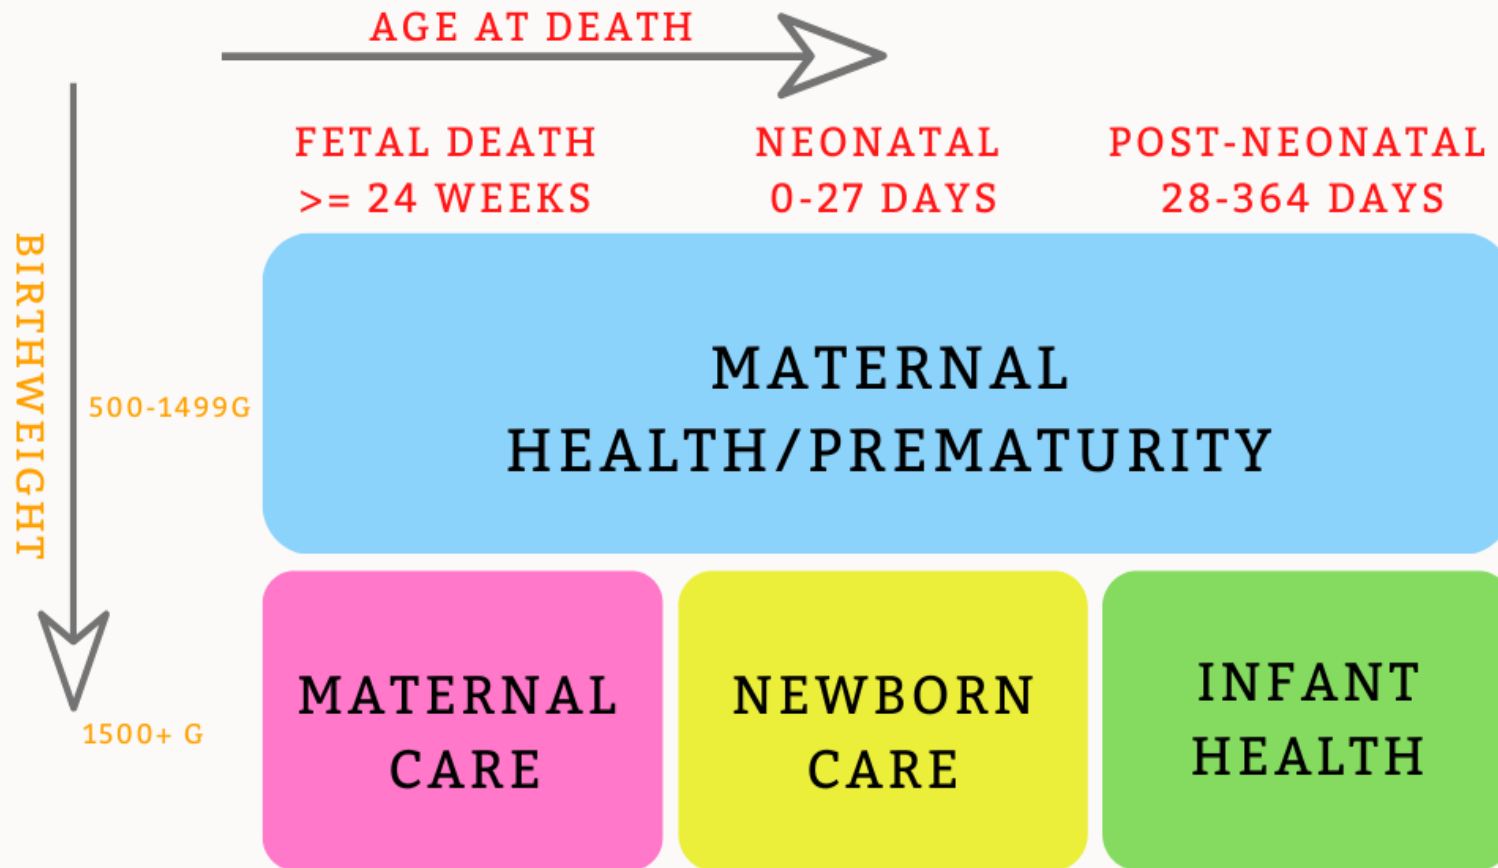 AGE AT DEATH
FETAL DEATH
>= 24 WEEKS
NEONATAL
0-27 DAYS
POST-NEONATAL
28-364 DAYS
BIRTHWEIGHT
500-1499G
MATERNAL
HEALTH/PREMATURITY
1500+ G
MATERNAL
CARE
NEWBORN
CARE
INFANT
HEALTH